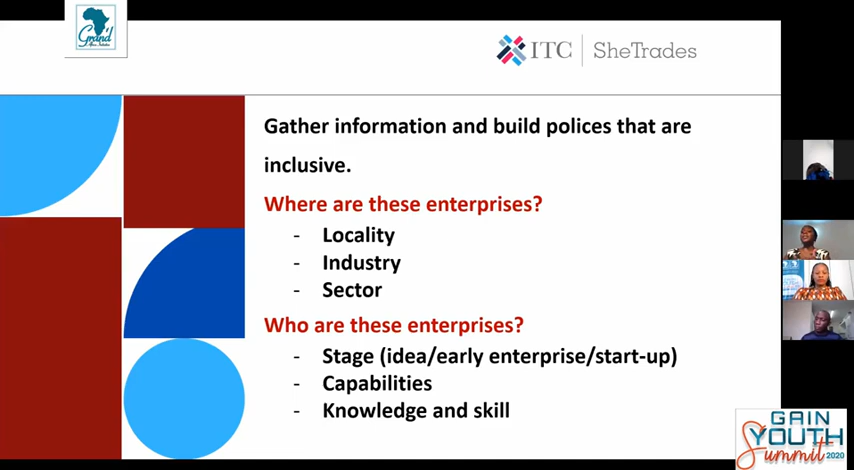 Grand
ITC SheTrades
Gather information and build polices that are
inclusive.
Where are these enterprises?
- Locality
- Industry
- Sector
Who are these enterprises?
- Stage (idea/early enterprise/start-up)
- Capabilities
- Knowledge and skill
GAIN
YOUTH
Summit 2020